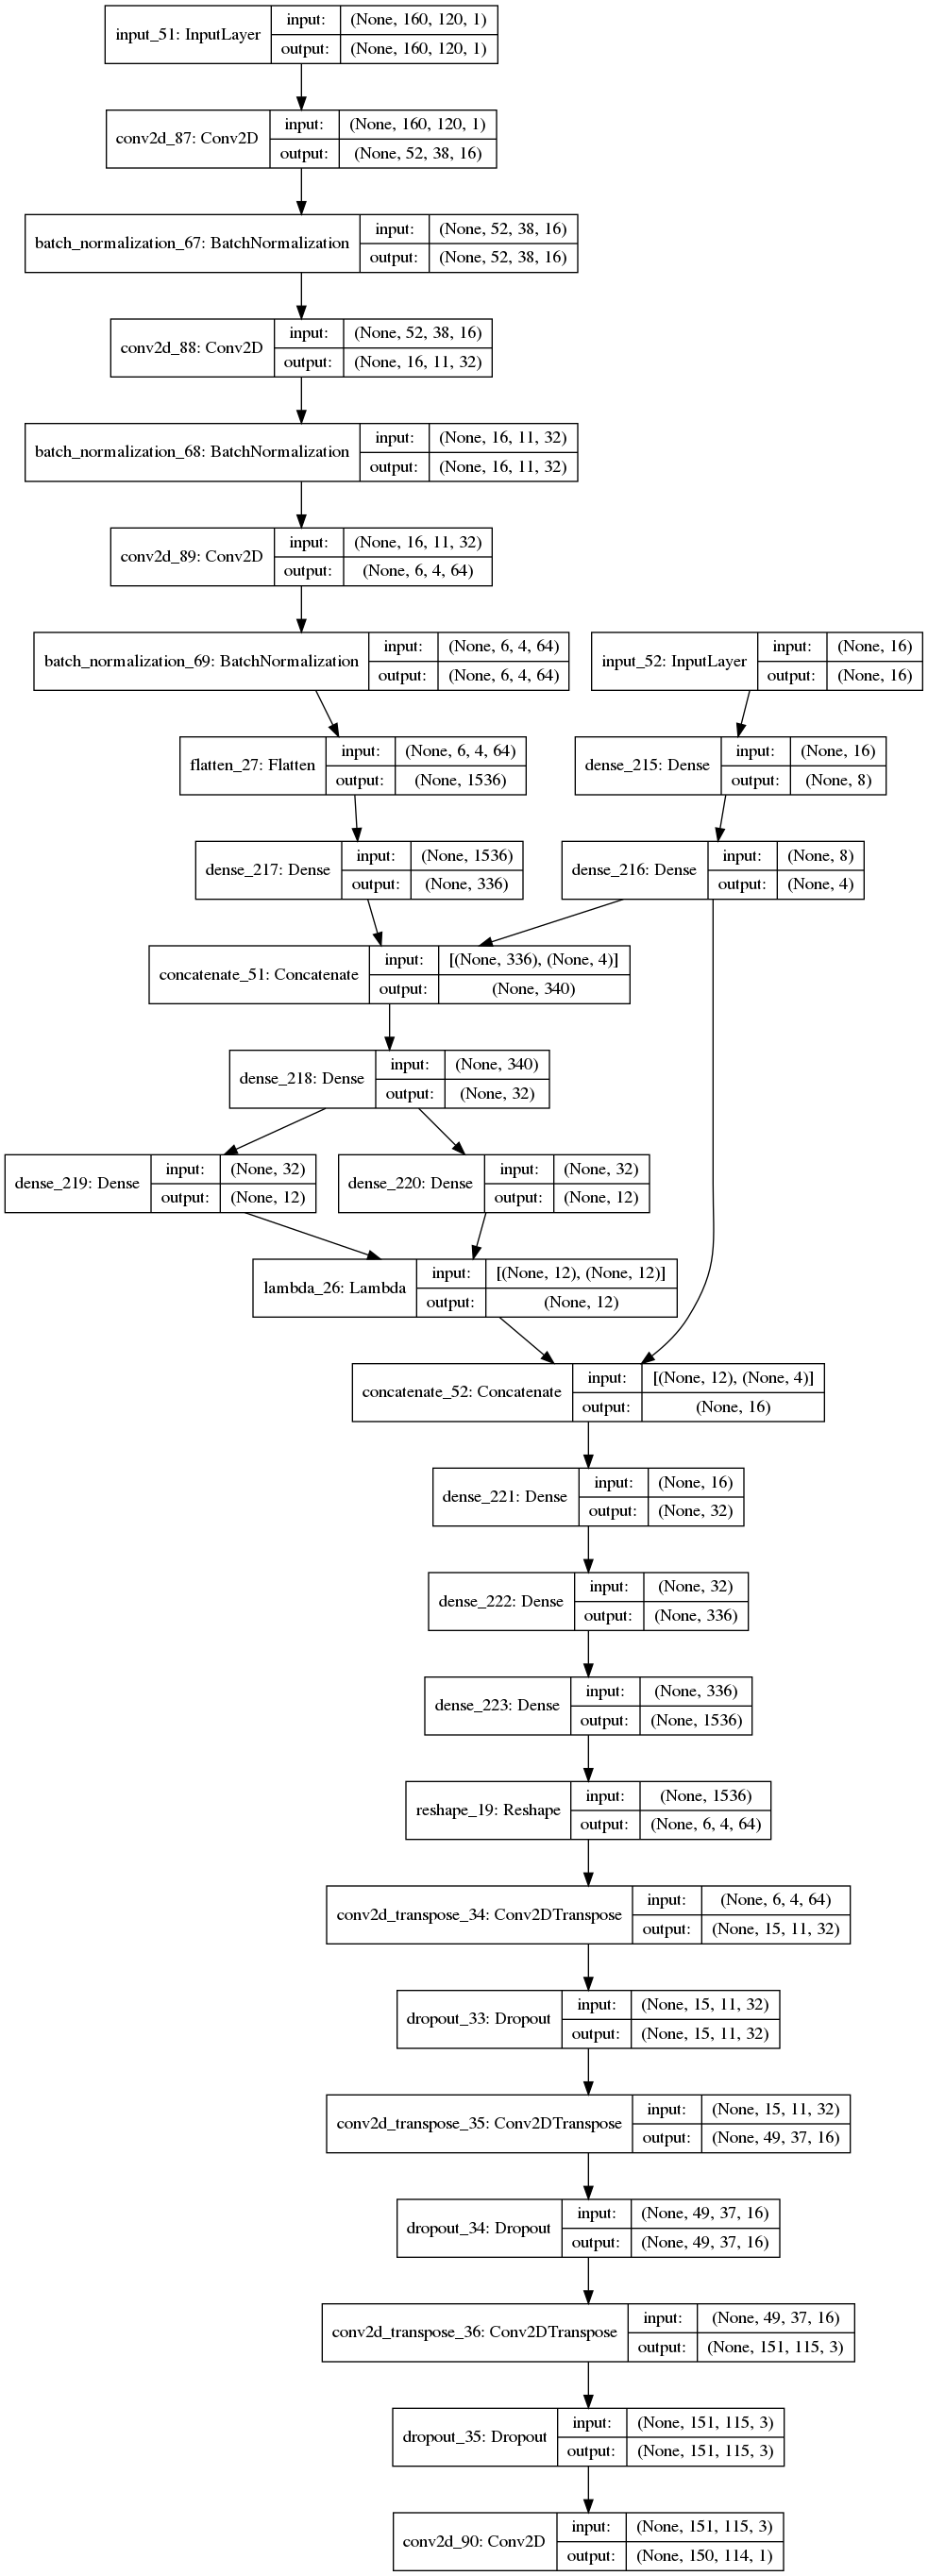 input_51: InputLayer
input: (None, 160, 120, 1)
output: (None, 160, 120, 1)
conv2d_87: Conv2D
input: (None, 160, 120, 1)
output: (None, 52, 38, 16)
batch_normalization_67: BatchNormalization
input: (None, 52, 38, 16)
output: (None, 52, 38, 16)
conv2d_88: Conv2D
input: (None, 52, 38, 16)
output: (None, 16, 11, 32)
batch_normalization_68: BatchNormalization
input: (None, 16, 11, 32)
output: (None, 16, 11, 32)
conv2d_89: Conv2D
input: (None, 16, 11, 32)
output: (None, 6, 4, 64)
batch_normalization_69: BatchNormalization
input: (None, 6, 4, 64)
output: (None, 6, 4, 64)
input_52: InputLayer
input: (None, 16)
output: (None, 16)
flatten_27: Flatten
input: (None, 6, 4, 64)
output: (None, 1536)
dense_215: Dense
input: (None, 16)
output: (None, 8)
dense_217: Dense
input: (None, 1536)
output: (None, 336)
dense_216: Dense
input: (None, 8)
output: (None, 4)
concatenate_51: Concatenate
input: [(None, 336), (None, 4)]
output: (None, 340)
dense_218: Dense
input: (None, 340)
output: (None, 32)
dense_219: Dense
input: (None, 32)
output: (None, 12)
dense_220: Dense
input: (None, 32)
output: (None, 12)
lambda_26: Lambda
input: [(None, 12), (None, 12)]
output: (None, 12)
concatenate_52: Concatenate
input: [(None, 12), (None, 4)]
output: (None, 16)
dense_221: Dense
input: (None, 16)
output: (None, 32)
dense_222: Dense
input: (None, 32)
output: (None, 336)
dense_223: Dense
input: (None, 336)
output: (None, 1536)
reshape_19: Reshape
input: (None, 1536)
output: (None, 6, 4, 64)
conv2d_transpose_34: Conv2DTranspose
input: (None, 6, 4, 64)
output: (None, 15, 11, 32)
dropout_33: Dropout
input: (None, 15, 11, 32)
output: (None, 15, 11, 32)
conv2d_transpose_35: Conv2DTranspose
input: (None, 15, 11, 32)
output: (None, 49, 37, 16)
dropout_34: Dropout
input: (None, 49, 37, 16)
output: (None, 49, 37, 16)
conv2d_transpose_36: Conv2DTranspose
input: (None, 49, 37, 16)
output: (None, 151, 115, 3)
dropout_35: Dropout
input: (None, 151, 115, 3)
output: (None, 151, 115, 3)
conv2d_90: Conv2D
input: (None, 151, 115, 3)
output: (None, 150, 114, 1)